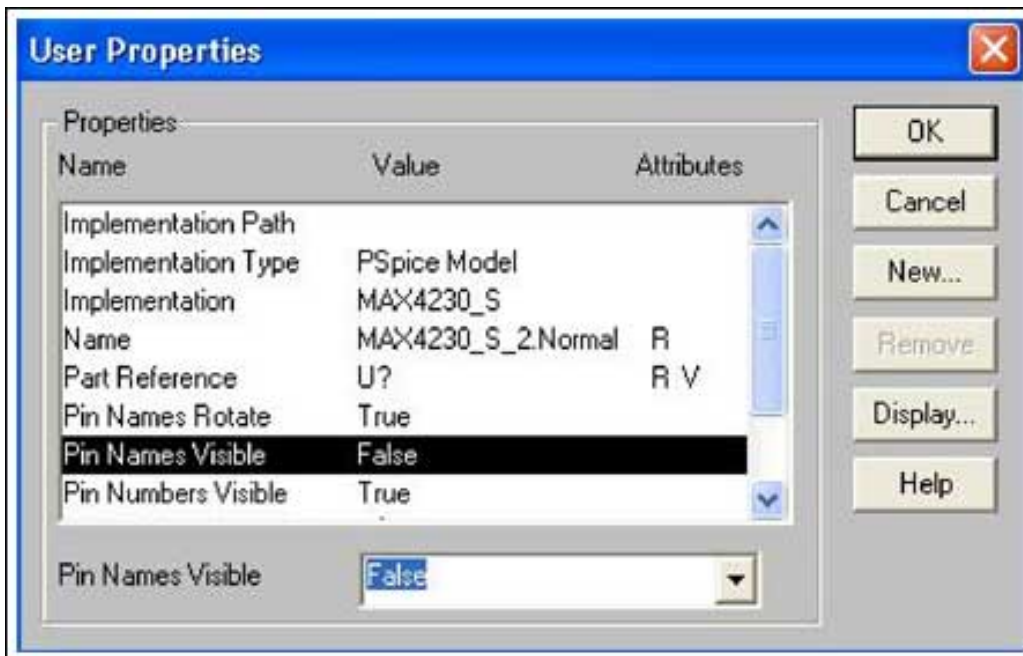 User Properties
Properties
Name Value Attributes
Implementation Path
Implementation Type PSpice Model
Implementation MAX4230_S
Name MAX4230_S_2.Normal R
Part Reference U? R V
Pin Names Rotate True
Pin Names Visible False
Pin Numbers Visible True
Pin Names Visible False
OK
Cancel
New...
Remove
Display...
Help